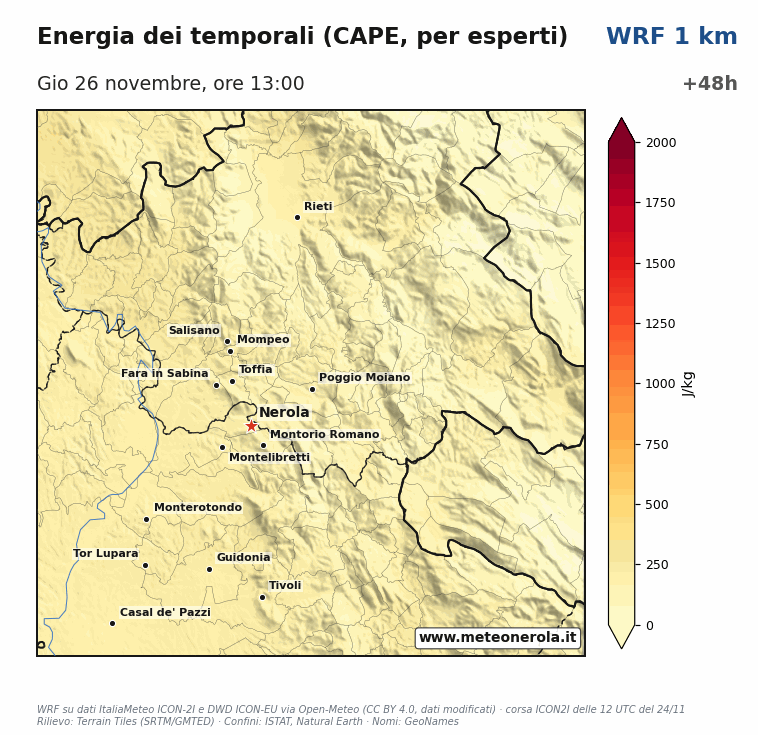 Energia dei temporali (CAPE, per esperti) WRF 1 km
Gio 26 novembre, ore 13:00 +48h
2000
1750
1500
1250
1000
750
500
250
0
J/kg
Rieti
Salisano
Mompeo
Fara in Sabina
Toffia
Poggio Moiano
Nerola
Montorio Romano
Montelibretti
Monterotondo
Tor Lupara
Guidonia
Tivoli
Casal de' Pazzi
www.meteonerola.it
WRF su dati ItaliaMeteo ICON-2I e DWD ICON-EU via Open-Meteo (CC BY 4.0, dati modificati) · corsa ICON2I delle 12 UTC del 24/11
Rilievo: Terrain Tiles (SRTM/GMTED) · Confini: ISTAT, Natural Earth · Nomi: GeoNames